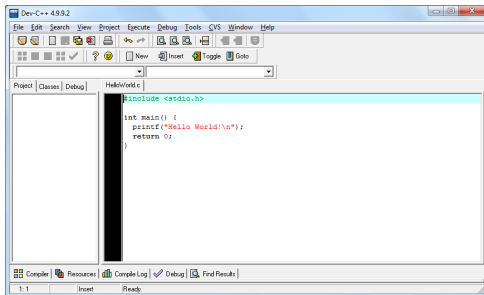 Dev-C++ 4.9.9.2
File Edit Search View Project Execute Debug Tools CVS Window Help
New Insert Toggle Goto
Project Classes Debug HelloWorld.c
#include <stdio.h>
int main() {
printf("Hello World!\n");
return 0;
}
Compiler Resources Compile Log Debug Find Results
1: 1 Insert Ready.